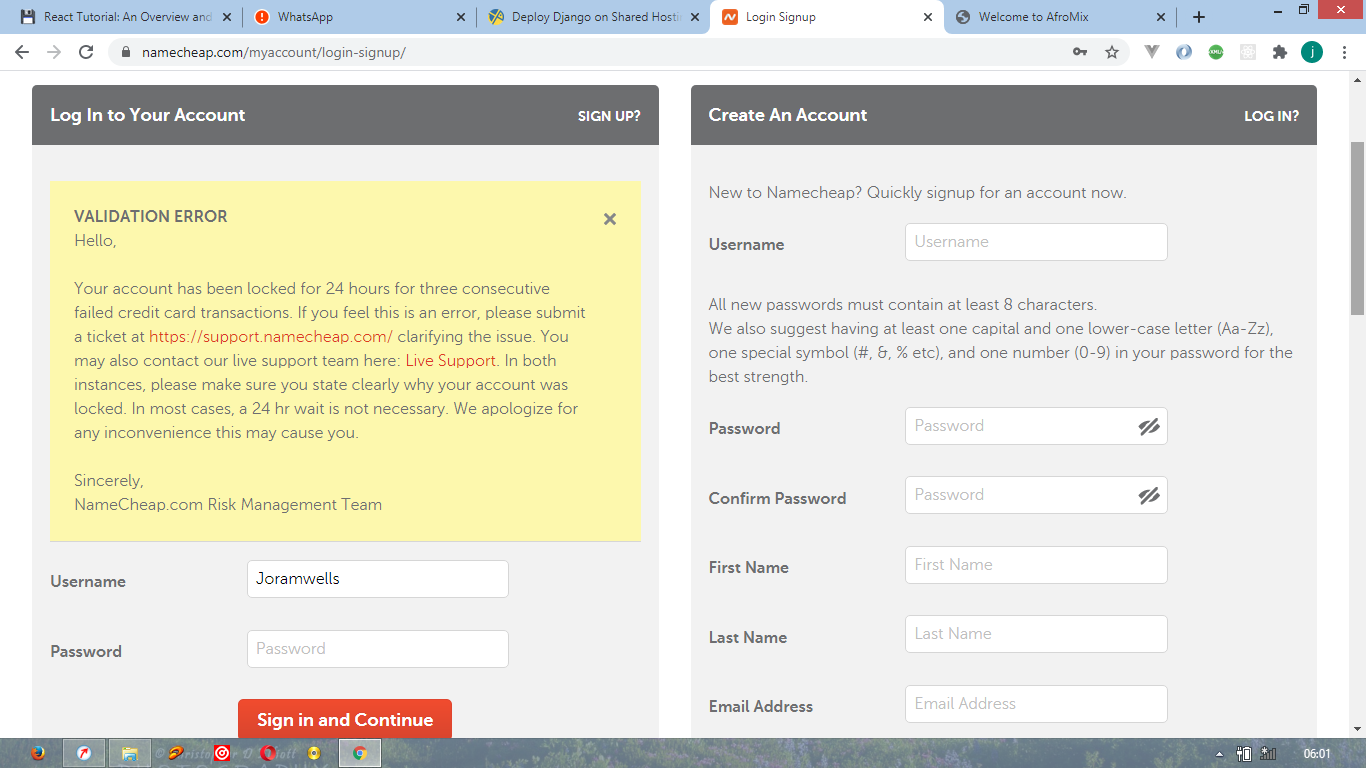 React Tutorial: An Overview and
WhatsApp
Deploy Django on Shared Hosti
Login Signup
Welcome to AfroMix
namecheap.com/myaccount/login-signup/
j
Log In to Your Account
SIGN UP?
VALIDATION ERROR
Hello,
Your account has been locked for 24 hours for three consecutive
failed credit card transactions. If you feel this is an error, please submit
a ticket at https://support.namecheap.com/ clarifying the issue. You
may also contact our live support team here: Live Support. In both
instances, please make sure you state clearly why your account was
locked. In most cases, a 24 hr wait is not necessary. We apologize for
any inconvenience this may cause you.
Sincerely,
NameCheap.com Risk Management Team
Username
Joramwells
Password
Password
Sign in and Continue
Create An Account
LOG IN?
New to Namecheap? Quickly signup for an account now.
Username
Username
All new passwords must contain at least 8 characters.
We also suggest having at least one capital and one lower-case letter (Aa-Zz),
one special symbol (#, &, % etc), and one number (0-9) in your password for the
best strength.
Password
Password
Confirm Password
Password
First Name
First Name
Last Name
Last Name
Email Address
Email Address
06:01